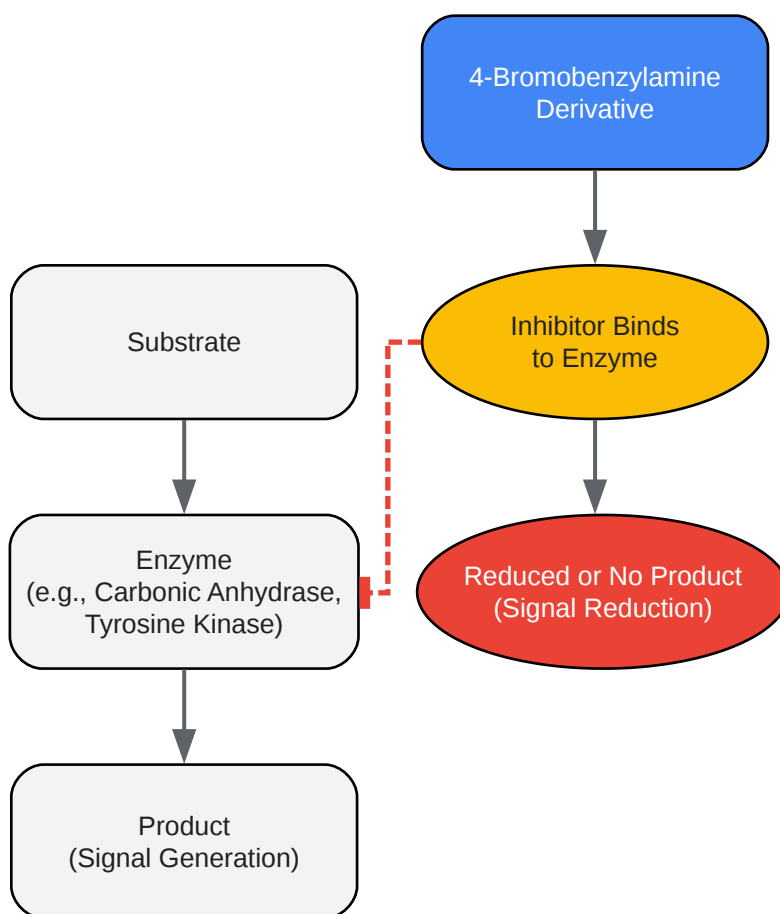 4-Bromobenzylamine
Derivative
Substrate
Inhibitor Binds
to Enzyme
Enzyme
(e.g., Carbonic Anhydrase,
Tyrosine Kinase)
Reduced or No Product
(Signal Reduction)
Product
(Signal Generation)